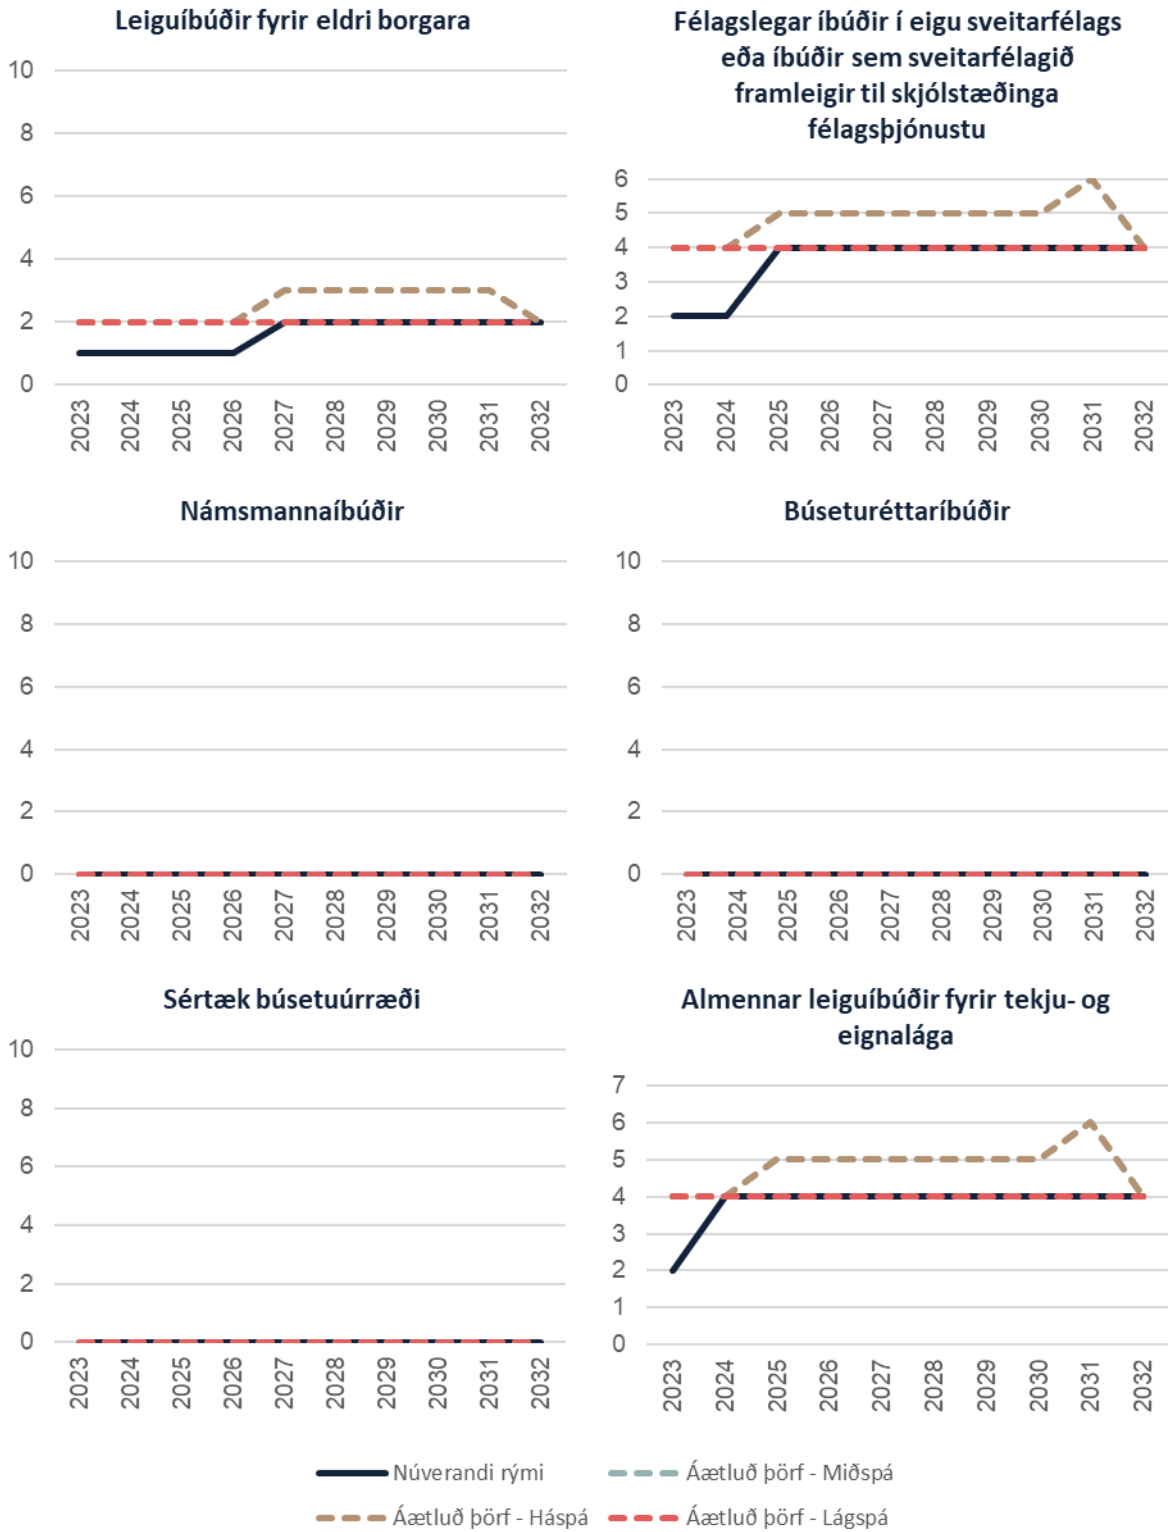 Leiguíbúðir fyrir eldri borgara
10
8
6
4
2
0
2023 2024 2025 2026 2027 2028 2029 2030 2031 2032
Félagslegar íbúðir í eigu sveitarfélags
eða íbúðir sem sveitarfélagið
framleigir til skjólstæðinga
félagsþjónustu
6
5
4
3
2
1
0
2023 2024 2025 2026 2027 2028 2029 2030 2031 2032
Námsmannaíbúðir
10
8
6
4
2
0
2023 2024 2025 2026 2027 2028 2029 2030 2031 2032
Búseturéttaríbúðir
10
8
6
4
2
0
2023 2024 2025 2026 2027 2028 2029 2030 2031 2032
Sértæk búsetuúrræði
10
8
6
4
2
0
2023 2024 2025 2026 2027 2028 2029 2030 2031 2032
Almennar leiguíbúðir fyrir tekju- og
eignalága
7
6
5
4
3
2
1
0
2023 2024 2025 2026 2027 2028 2029 2030 2031 2032
Núverandi rými
Áætluð þörf - Miðspá
Áætluð þörf - Háspá
Áætluð þörf - Lágspá